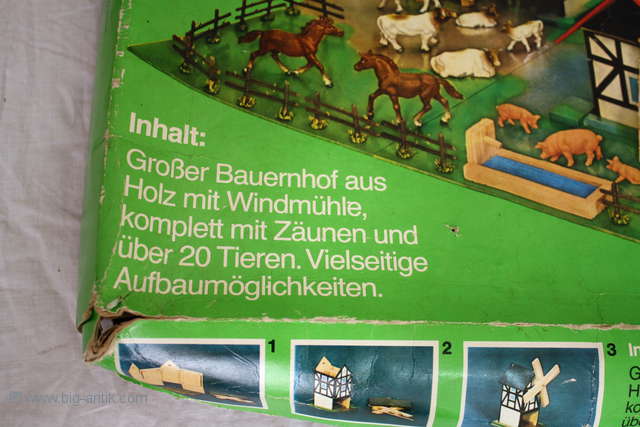 Inhalt:
Großer Bauernhof aus
Holz mit Windmühle,
komplett mit Zäunen und
über 20 Tieren. Vielseitige
Aufbaumöglichkeiten.
1
2
3
© www.big-antik.com